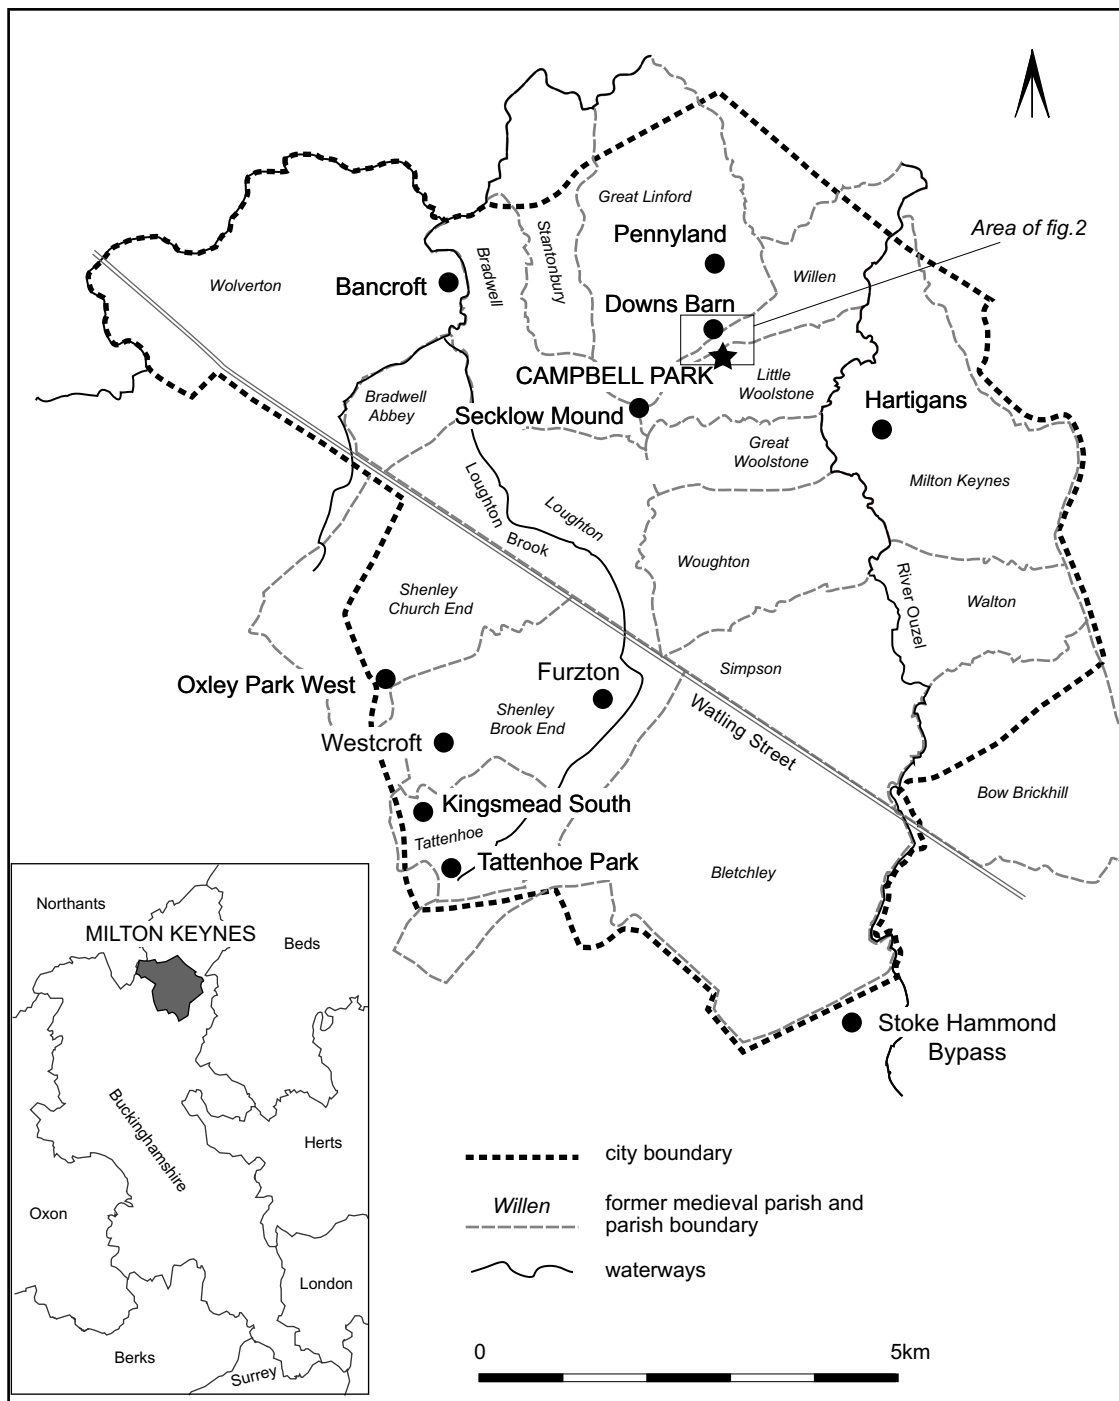 Great Linford
Stantonbury
Pennyland
Area of fig.2
Bradwell
Willen
Wolverton
Bancroft
Downs Barn
CAMPBELL PARK
Little
Woolstone
Bradwell
Abbey
Secklow Mound
Hartigans
Great
Woolstone
Milton Keynes
Loughton
Brook
Loughton
Woughton
Shenley
Church End
River Ouzel
Walton
Oxley Park West
Furzton
Simpson
Shenley
Brook End
Watling Street
Westcroft
Bow Brickhill
Kingsmead South
Tattenhoe
Tattenhoe Park
Bletchley
Stoke Hammond
Bypass
Northants
MILTON KEYNES
Beds
Buckinghamshire
Herts
Oxon
London
Berks
Surrey
city boundary
Willen
former medieval parish and
parish boundary
waterways
0
5km